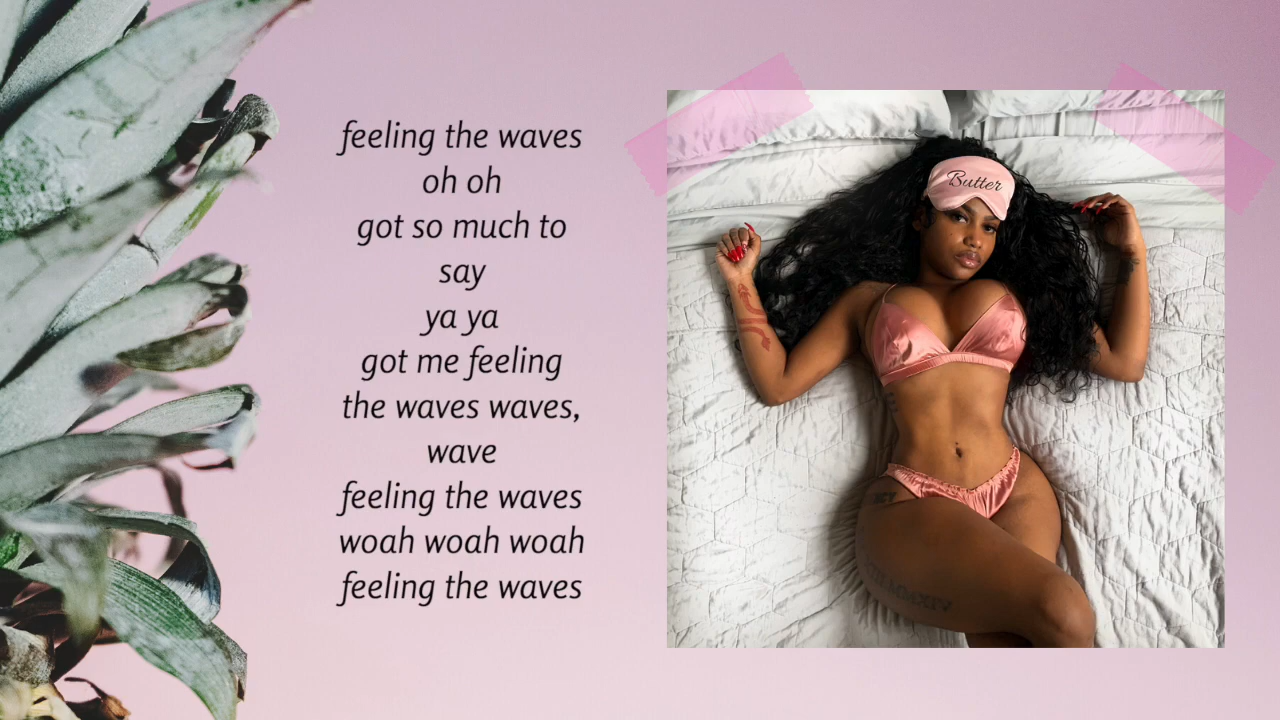 feeling the waves
oh oh
got so much to
say
ya ya
got me feeling
the waves waves,
wave
feeling the waves
woah woah woah
feeling the waves
Butter